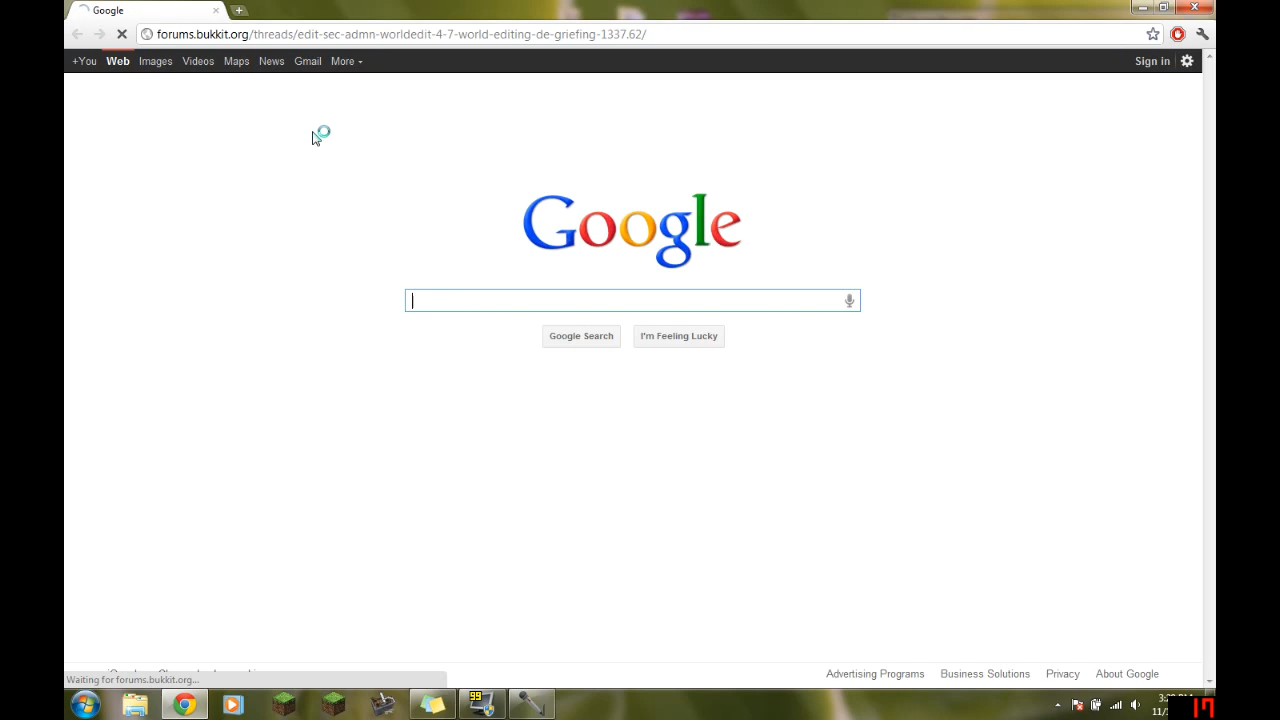 Google
forums.bukkit.org/threads/edit-sec-admn-worldedit-4-7-world-editing-de-griefing-1337.62/
+You Web Images Videos Maps News Gmail More Sign in
Google
Google Search I'm Feeling Lucky
Advertising Programs Business Solutions Privacy About Google
Waiting for forums.bukkit.org...
99
17